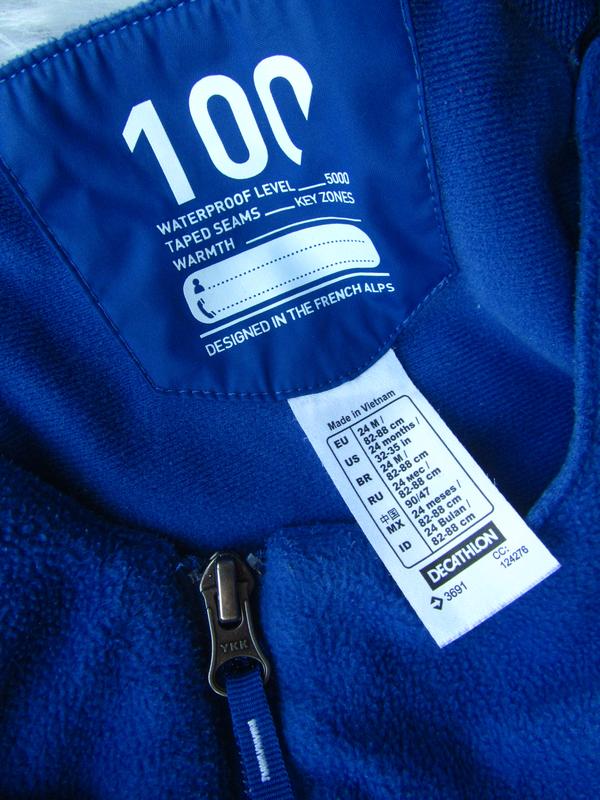 100
WATERPROOF LEVEL 5000
TAPED SEAMS KEY ZONES
WARMTH
DESIGNED IN THE FRENCH ALPS
Made in Vietnam
EU 24 M / 82-88 cm
US 24 months / 32-35 in
BR 24 M / 82-88 cm
RU 24 мес / 82-88 cm
中国 90/47
MX 24 meses / 82-88 cm
ID 24 Bulan / 82-88 cm
DECATHLON
3691
CC: 124276
YKK